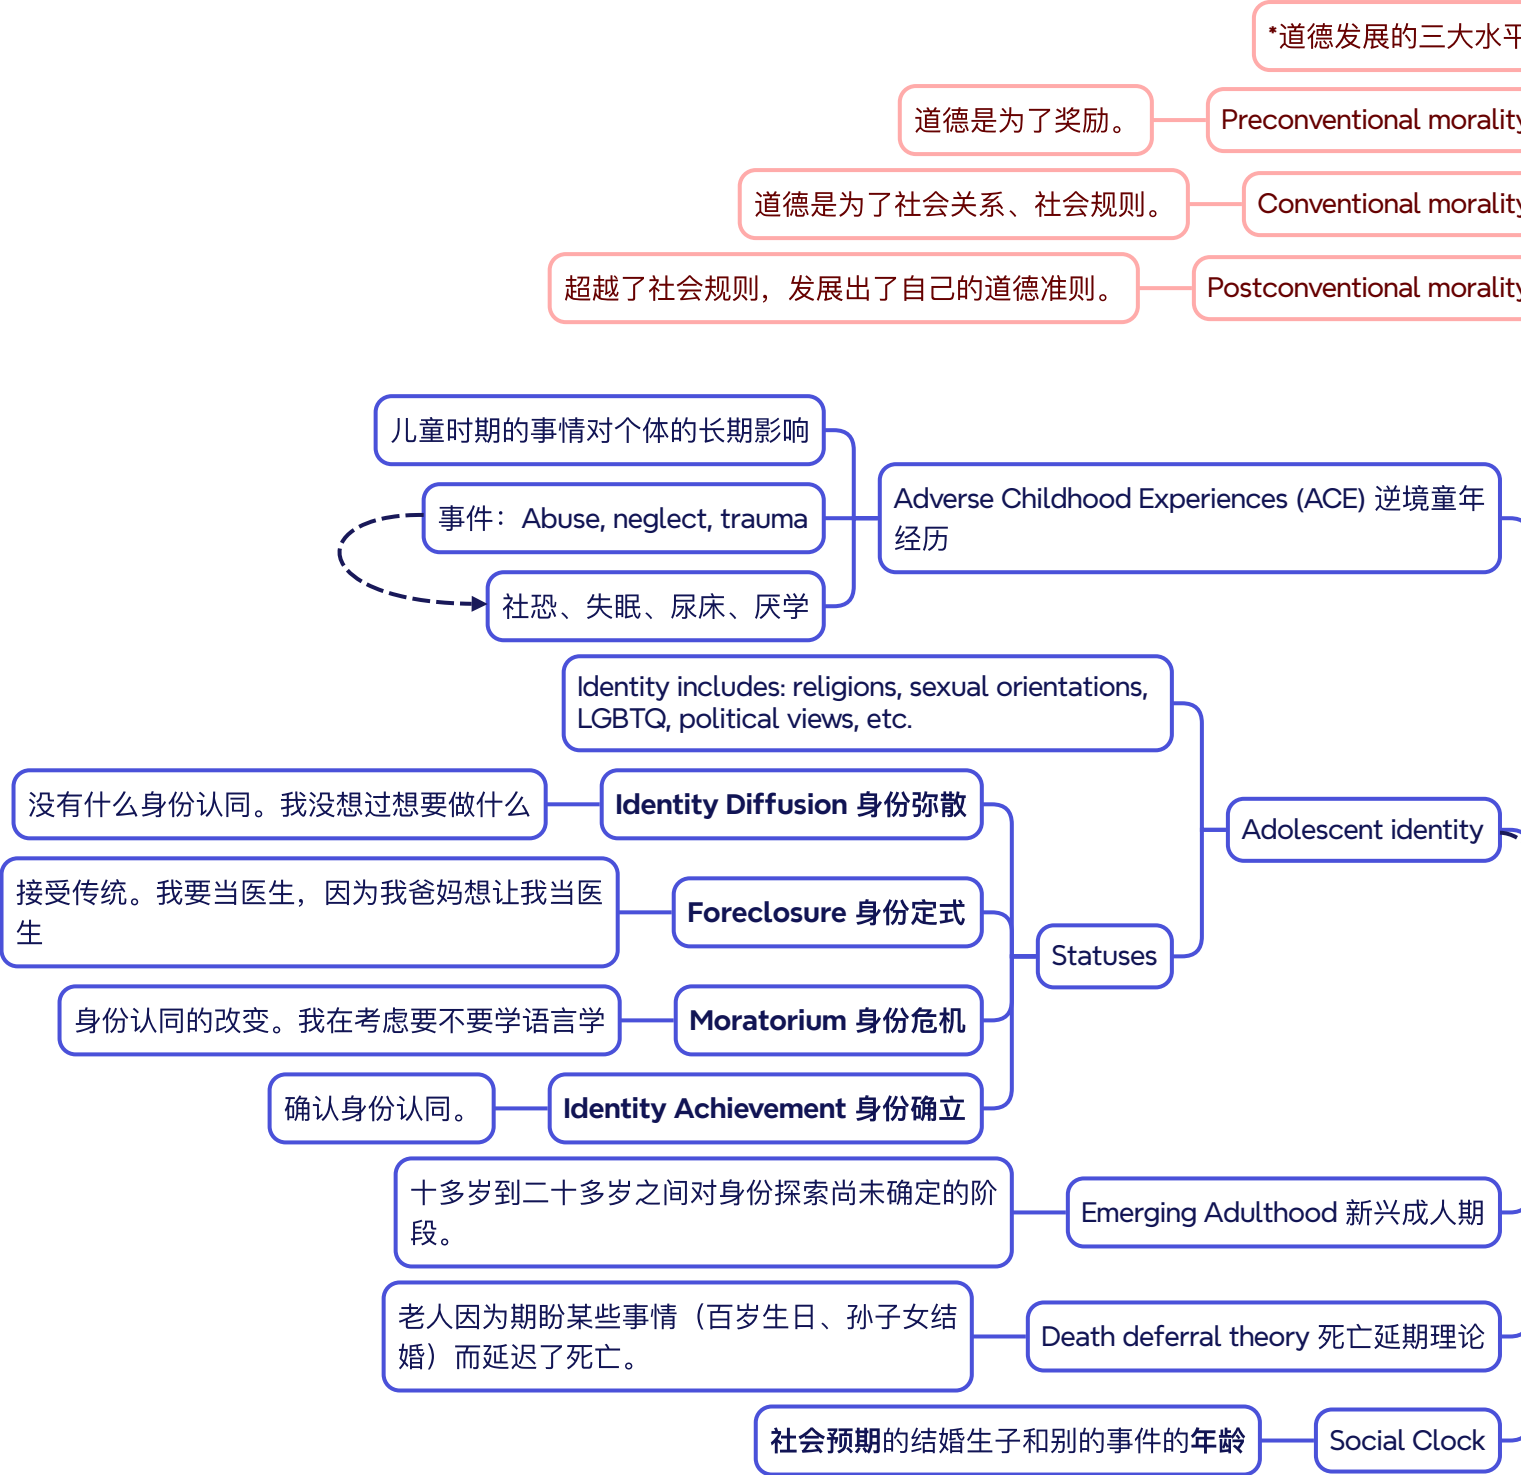 *道德发展的三大水平
道德是为了奖励。
Preconventional morality
道德是为了社会关系、社会规则。
Conventional morality
超越了社会规则，发展出了自己的道德准则。
Postconventional morality
儿童时期的事情对个体的长期影响
事件：Abuse, neglect, trauma
社恐、失眠、尿床、厌学
Adverse Childhood Experiences (ACE) 逆境童年
经历
Identity includes: religions, sexual orientations,
LGBTQ, political views, etc.
没有什么身份认同。我没想过想要做什么
Identity Diffusion 身份弥散
接受传统。我要当医生，因为我爸妈想让我当医
生
Foreclosure 身份定式
身份认同的改变。我在考虑要不要学语言学
Moratorium 身份危机
确认身份认同。
Identity Achievement 身份确立
Statuses
Adolescent identity
十多岁到二十多岁之间对身份探索尚未确定的阶
段。
Emerging Adulthood 新兴成人期
老人因为期盼某些事情（百岁生日、孙子女结
婚）而延迟了死亡。
Death deferral theory 死亡延期理论
社会预期的结婚生子和别的事件的年龄
Social Clock